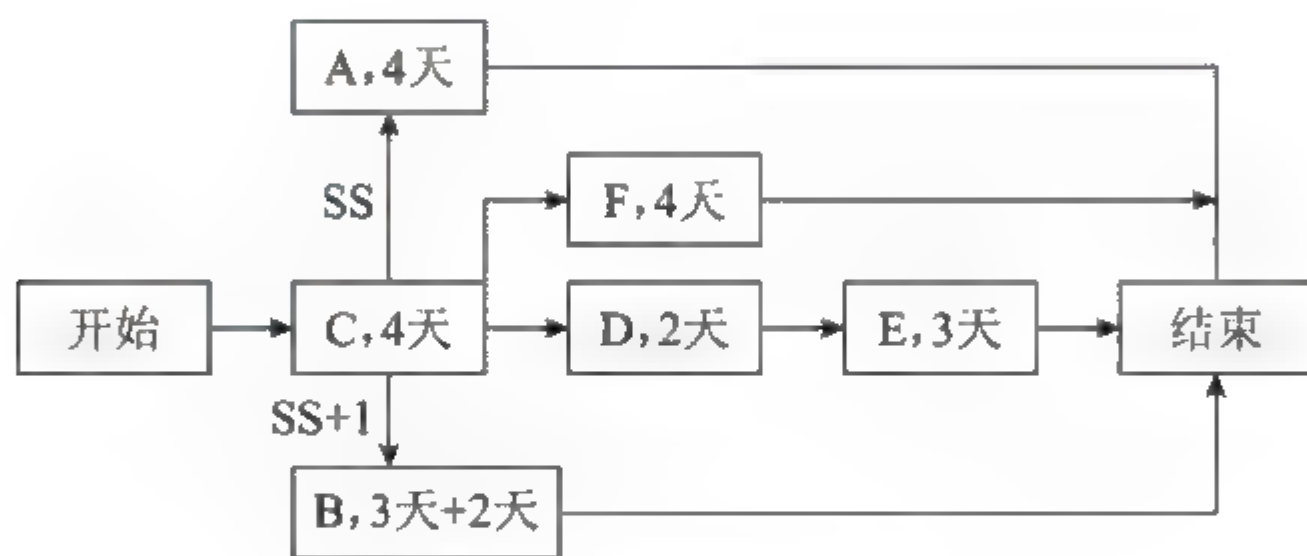 A,4天
SS
F,4天
开始
C,4天
D,2天
E,3天
结束
SS+1
B,3天+2天